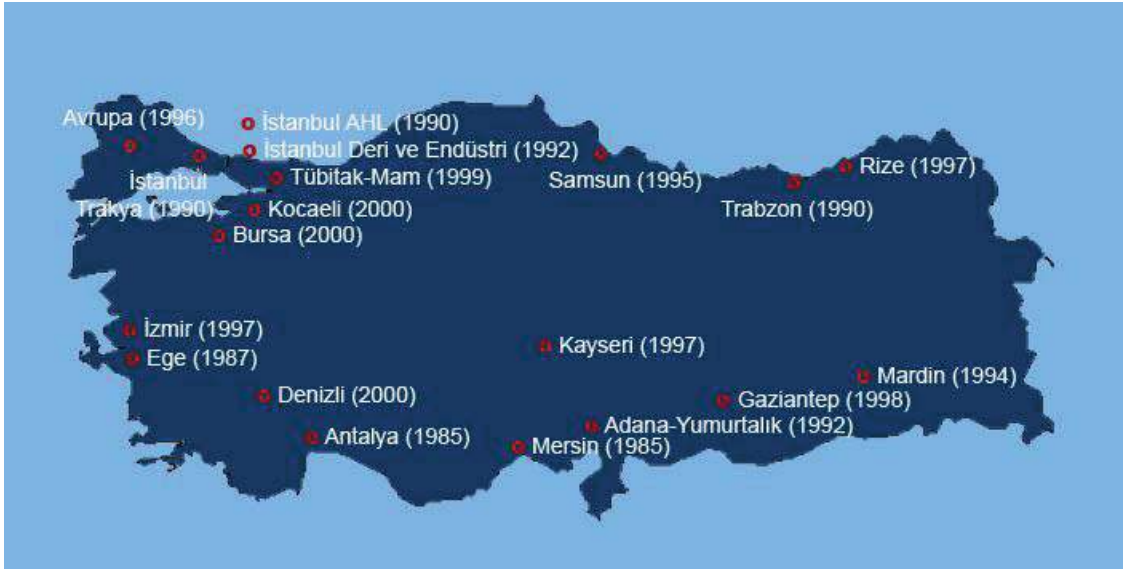 Avrupa (1996)
İstanbul AHL (1990)
İstanbul Deri ve Endüstri (1992)
Samsun (1995)
Rize (1997)
İstanbul
Trakya (1990)
Tübitak-Mam (1999)
Trabzon (1990)
Kocaeli (2000)
Bursa (2000)
İzmir (1997)
Ege (1987)
Kayseri (1997)
Mardin (1994)
Denizli (2000)
Gaziantep (1998)
Adana-Yumurtalık (1992)
Antalya (1985)
Mersin (1985)